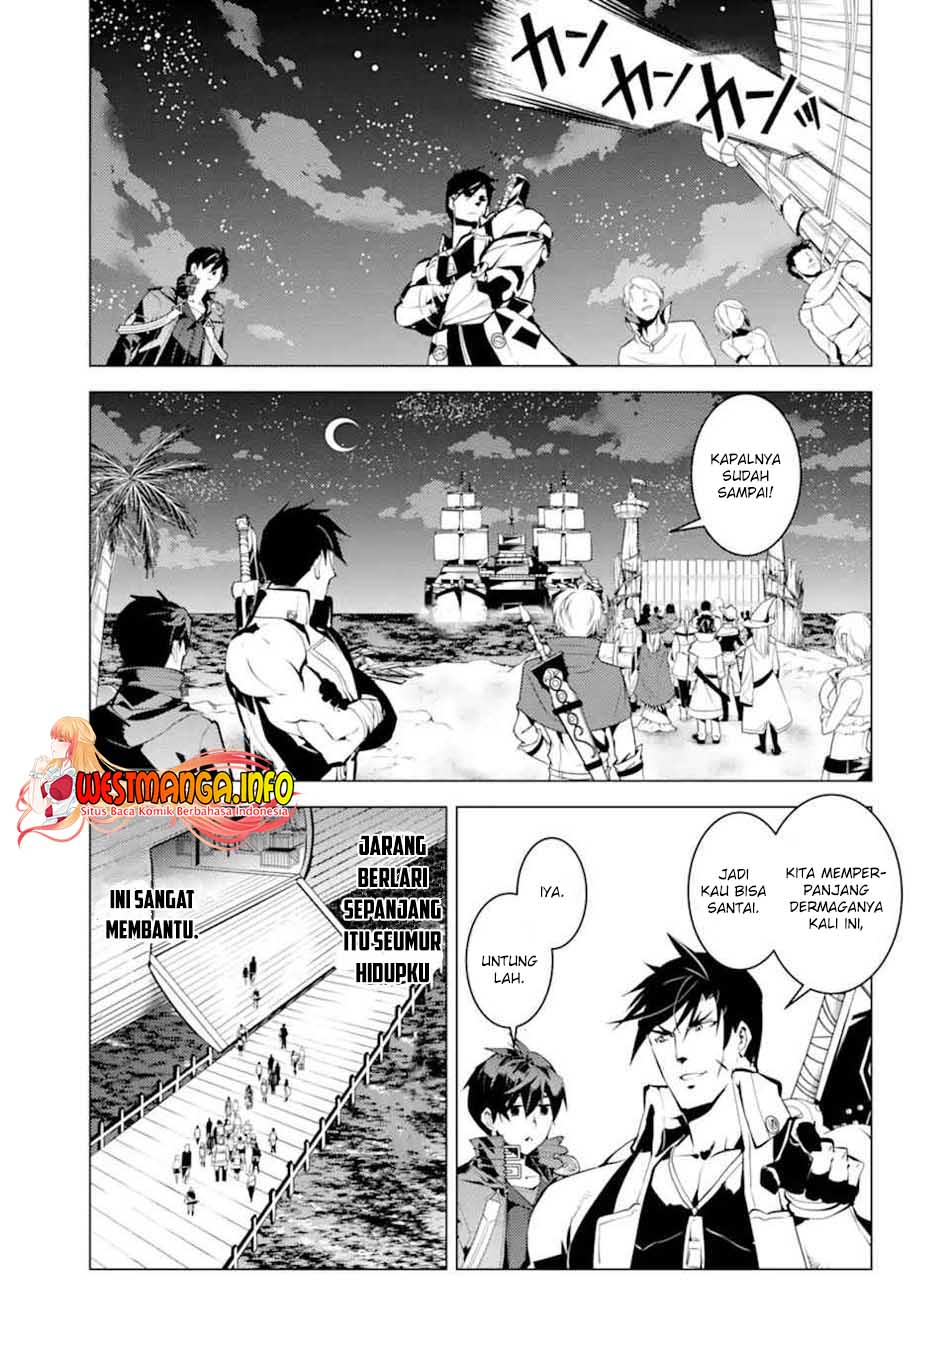 カーン
カーン
カーンッ
KAPALNYA
SUDAH
SAMPAI!
WESTMANGA.INFO
Situs Baca Komik Berbahasa Indonesia
KITA MEMPER-
PANJANG
DERMAGANYA
KALI INI,
JADI
KAU BISA
SANTAI.
IYA.
UNTUNG
LAH.
JARANG
BERLARI
SEPANJANG
ITU SEUMUR
HIDUPKU
INI SANGAT
MEMBANTU.